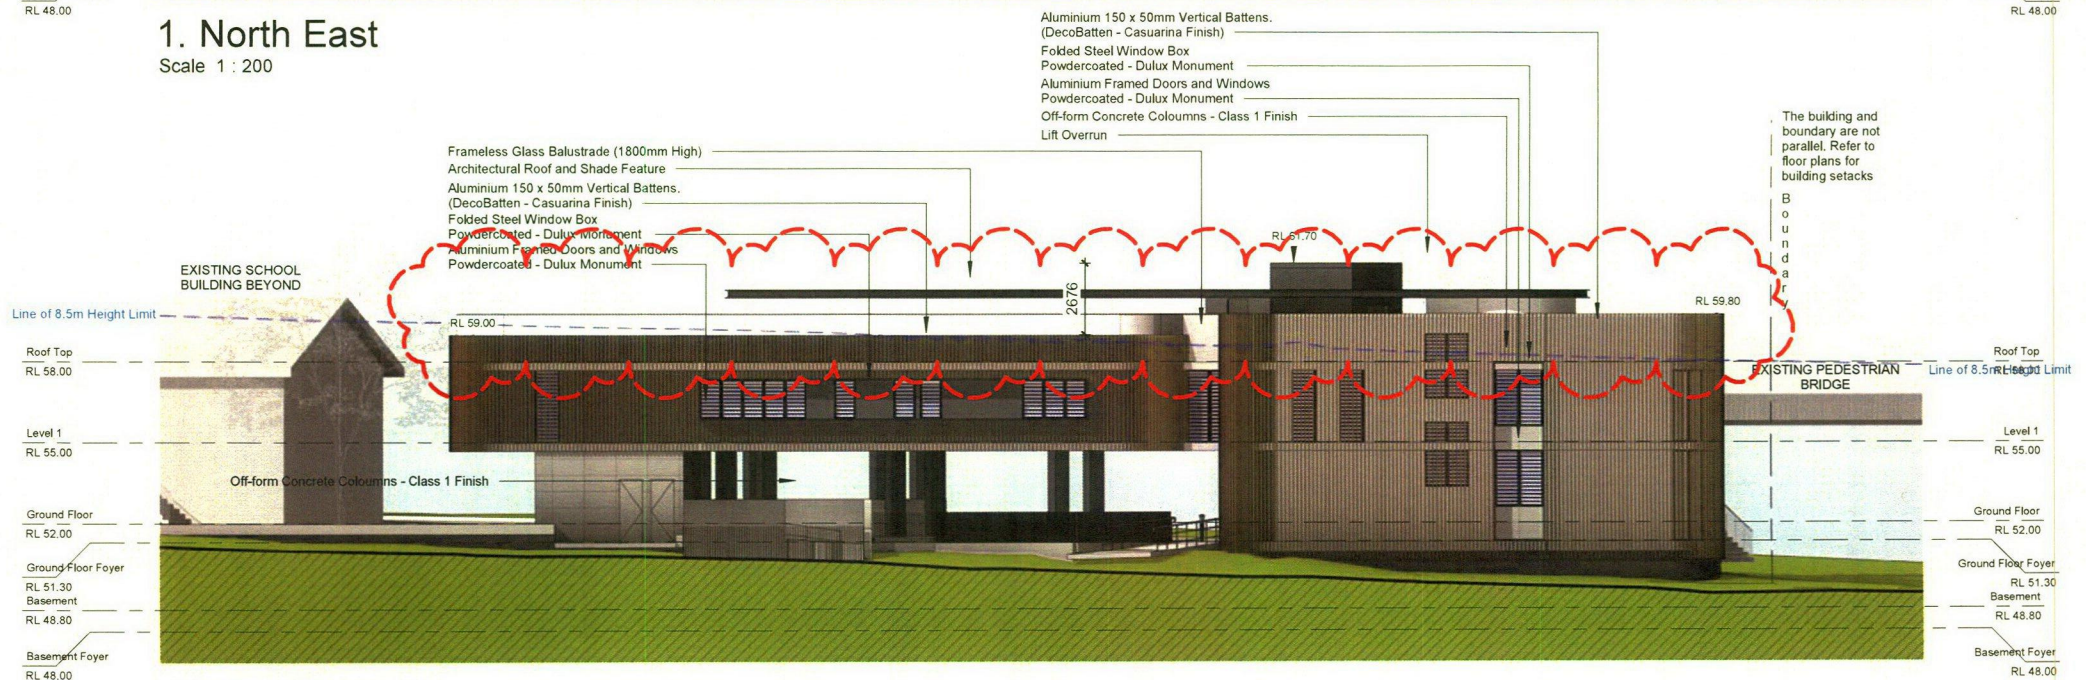 RL 48.00
RL 48.00
1. North East
Scale 1 : 200
Aluminium 150 x 50mm Vertical Battens.
(DecoBatten - Casuarina Finish)
Folded Steel Window Box
Powdercoated - Dulux Monument
Aluminium Framed Doors and Windows
Powdercoated - Dulux Monument
Off-form Concrete Coloumns - Class 1 Finish
Lift Overrun
The building and
boundary are not
parallel. Refer to
floor plans for
building setacks
Boundary
Frameless Glass Balustrade (1800mm High)
Architectural Roof and Shade Feature
Aluminium 150 x 50mm Vertical Battens.
(DecoBatten - Casuarina Finish)
Folded Steel Window Box
Powdercoated - Dulux Monument
Aluminium Framed Doors and Windows
Powdercoated - Dulux Monument
EXISTING SCHOOL
BUILDING BEYOND
RL 61.70
2676
RL 59.80
RL 59.00
Line of 8.5m Height Limit
Roof Top
RL 58.00
Roof Top
RL 58.00
Line of 8.5m Height Limit
EXISTING PEDESTRIAN
BRIDGE
Level 1
RL 55.00
Level 1
RL 55.00
Off-form Concrete Coloumns - Class 1 Finish
Ground Floor
RL 52.00
Ground Floor
RL 52.00
Ground Floor Foyer
RL 51.30
Ground Floor Foyer
RL 51.30
Basement
RL 48.80
Basement
RL 48.80
Basement Foyer
RL 48.00
Basement Foyer
RL 48.00